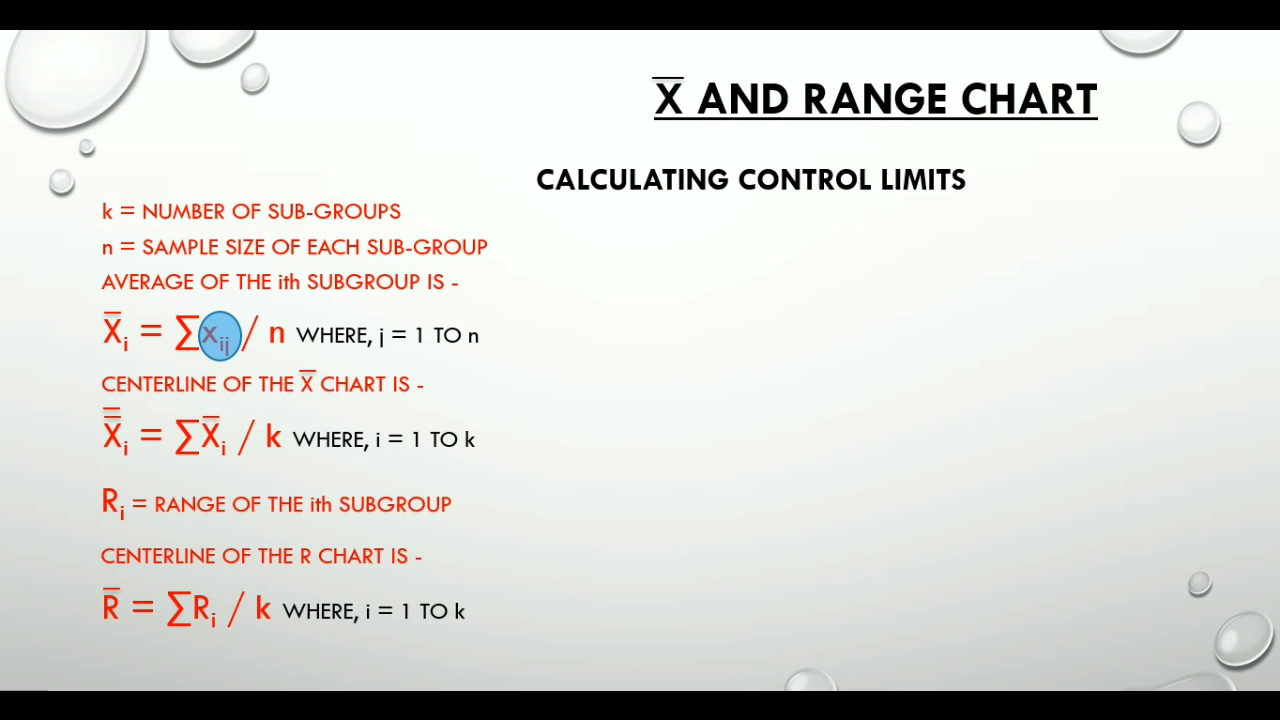 X̅ AND RANGE CHART
CALCULATING CONTROL LIMITS
k = NUMBER OF SUB-GROUPS
n = SAMPLE SIZE OF EACH SUB-GROUP
AVERAGE OF THE ith SUBGROUP IS -
X̅i = ∑xij / n WHERE, j = 1 TO n
CENTERLINE OF THE X̅ CHART IS -
X̿i = ∑X̅i / k WHERE, i = 1 TO k
Ri = RANGE OF THE ith SUBGROUP
CENTERLINE OF THE R CHART IS -
R̅ = ∑Ri / k WHERE, i = 1 TO k